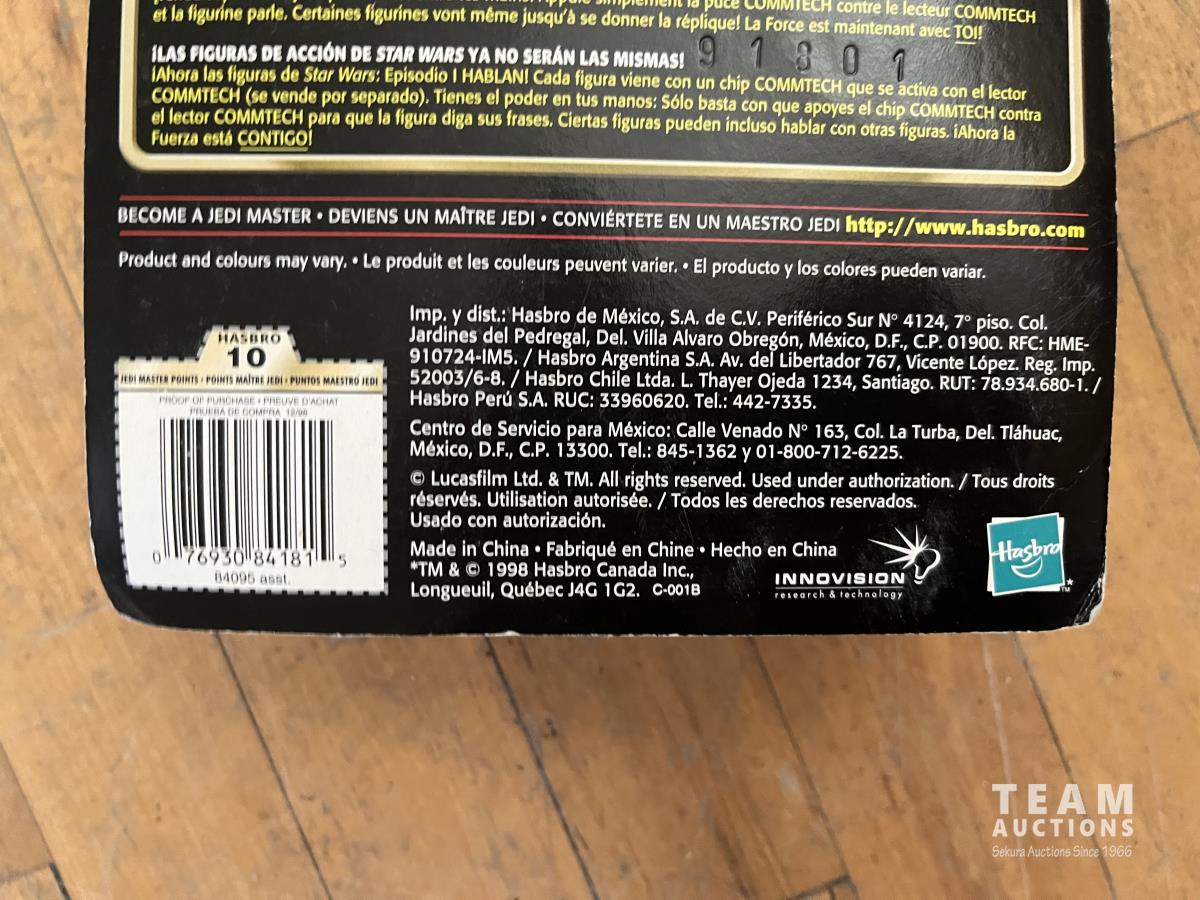 simplement la puce COMMTECH contre le lecteur COMMTECH
et la figurine parle. Certaines figurines vont même jusqu'à se donner la réplique! La Force est maintenant avec TOI!
¡LAS FIGURAS DE ACCIÓN DE STAR WARS YA NO SERÁN LAS MISMAS!
91801
¡Ahora las figuras de Star Wars: Episodio I HABLAN! Cada figura viene con un chip COMMTECH que se activa con el lector
COMMTECH (se vende por separado). Tienes el poder en tus manos: Sólo basta con que apoyes el chip COMMTECH contra
el lector COMMTECH para que la figura diga sus frases. Ciertas figuras pueden incluso hablar con otras figuras. ¡Ahora la
Fuerza está CONTIGO!
BECOME A JEDI MASTER • DEVIENS UN MAÎTRE JEDI • CONVIÉRTETE EN UN MAESTRO JEDI http://www.hasbro.com
Product and colours may vary. • Le produit et les couleurs peuvent varier. • El producto y los colores pueden variar.
HASBRO
10
JEDI MASTER POINTS • POINTS MAÎTRE JEDI • PUNTOS MAESTRO JEDI
PROOF OF PURCHASE • PREUVE D'ACHAT
PRUEBA DE COMPRA 12/98
0 76930 84181 5
84095 asst.
Imp. y dist.: Hasbro de México, S.A. de C.V. Periférico Sur N° 4124, 7° piso. Col.
Jardines del Pedregal, Del. Villa Alvaro Obregón, México, D.F., C.P. 01900. RFC: HME-
910724-IM5. / Hasbro Argentina S.A. Av. del Libertador 767, Vicente López. Reg. Imp.
52003/6-8. / Hasbro Chile Ltda. L. Thayer Ojeda 1234, Santiago. RUT: 78.934.680-1. /
Hasbro Perú S.A. RUC: 33960620. Tel.: 442-7335.
Centro de Servicio para México: Calle Venado N° 163, Col. La Turba, Del. Tláhuac,
México, D.F., C.P. 13300. Tel.: 845-1362 y 01-800-712-6225.
© Lucasfilm Ltd. & TM. All rights reserved. Used under authorization. / Tous droits
réservés. Utilisation autorisée. / Todos los derechos reservados.
Usado con autorización.
Made in China • Fabriqué en Chine • Hecho en China
*TM & © 1998 Hasbro Canada Inc.,
Longueuil, Québec J4G 1G2. C-001B
INNOVISION
research & technology
Hasbro
TM*
TEAM
AUCTIONS
Sekura Auctions Since 1966